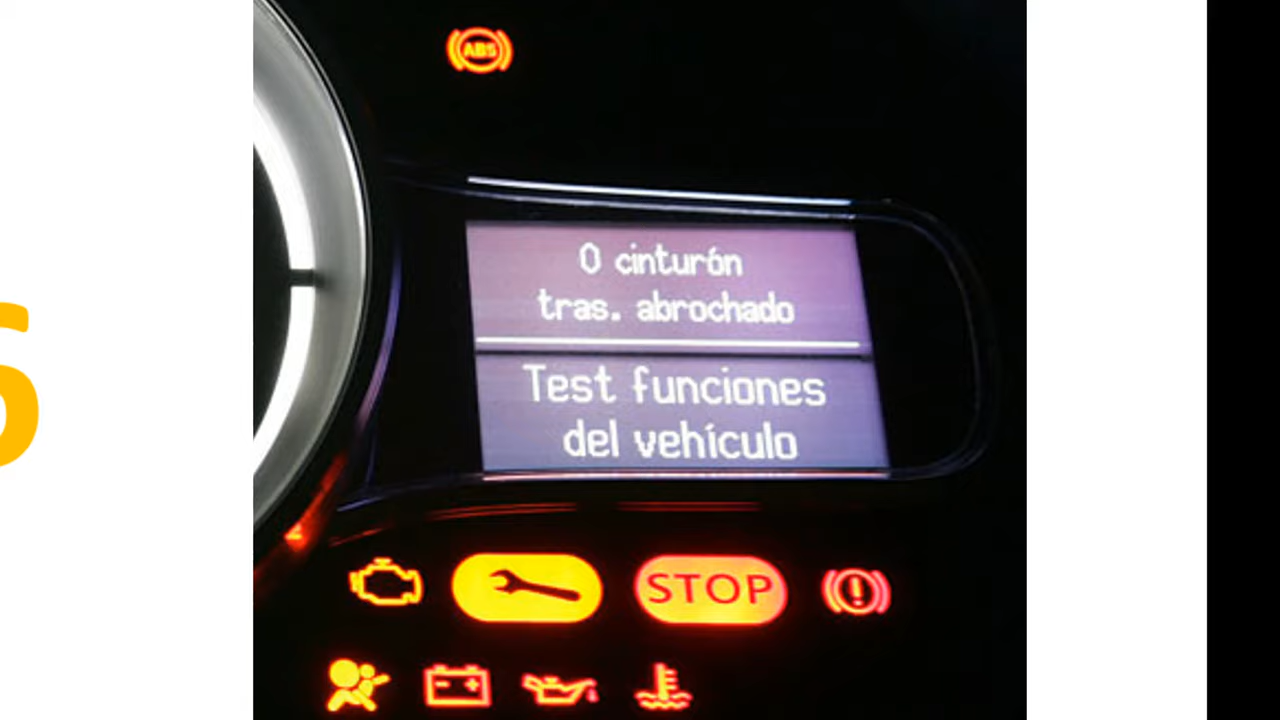 ABS
0 cinturón
tras. abrochado
Test funciones
del vehículo
STOP